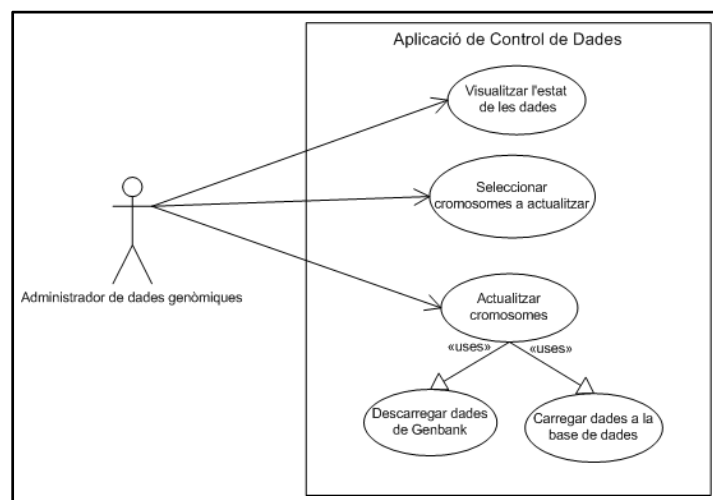 Aplicació de Control de Dades
Visualitzar l'estat
de les dades
Seleccionar
cromosomes a actualitzar
Administrador de dades genòmiques
Actualitzar
cromosomes
«uses»
«uses»
Descarregar dades
de Genbank
Carregar dades a la
base de dades